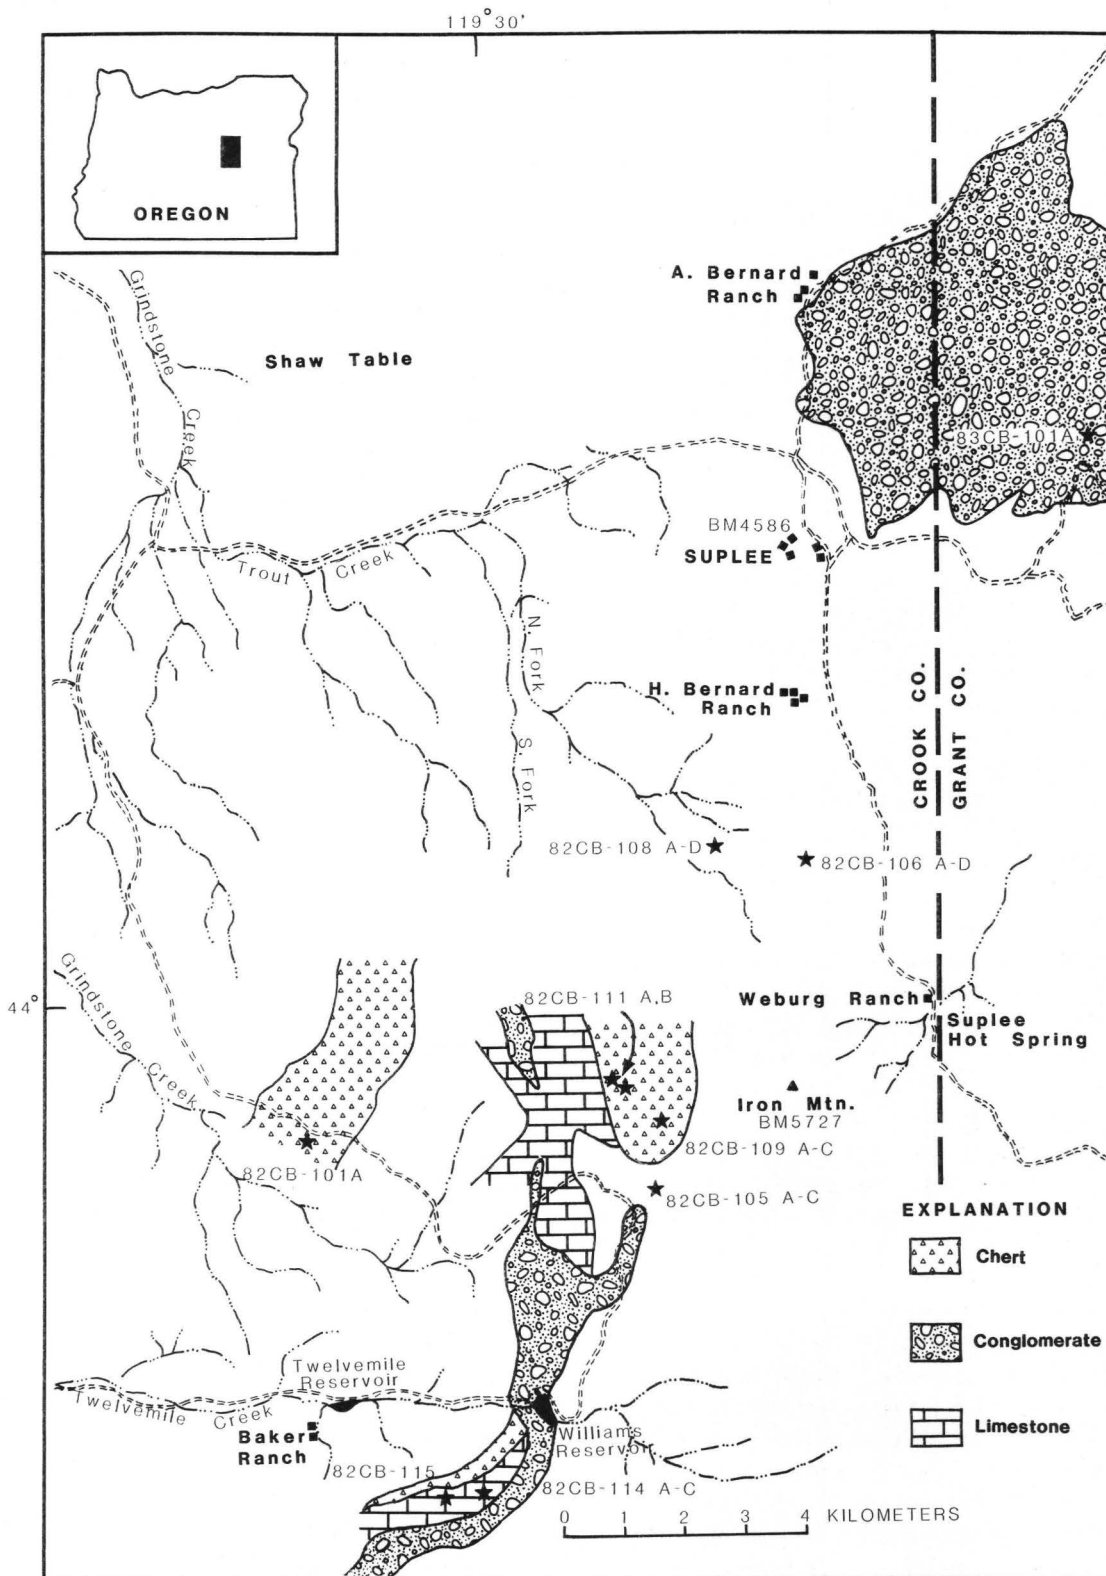 119°30'
OREGON
A. Bernard
Ranch
Grindstone
Creek
Shaw Table
83CB-101A
BM4586
SUPLEE
Trout Creek
N. Fork
S. Fork
H. Bernard
Ranch
CROOK CO.
GRANT CO.
82CB-108 A-D
82CB-106 A-D
Grindstone Creek
44°
82CB-111 A,B
Weburg Ranch
Suplee
Hot Spring
Iron Mtn.
BM5727
82CB-101A
82CB-109 A-C
82CB-105 A-C
EXPLANATION
Chert
Conglomerate
Limestone
Twelvemile
Reservoir
Twelvemile Creek
Baker
Ranch
Williams
Reservoir
82CB-115
82CB-114 A-C
0 1 2 4 KILOMETERS